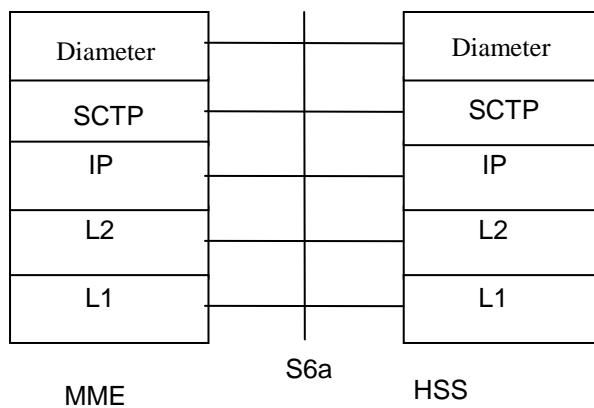 Diameter
SCTP
IP
L2
L1
Diameter
SCTP
IP
L2
L1
S6a
MME
HSS